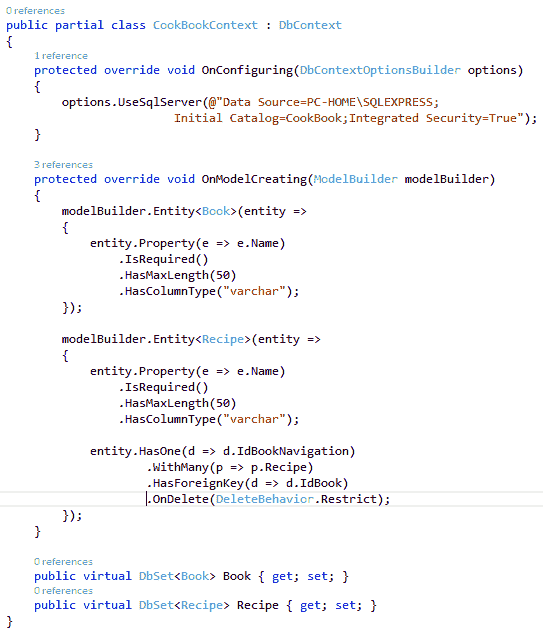 0 references
public partial class CookBookContext : DbContext
{
1 reference
protected override void OnConfiguring(DbContextOptionsBuilder options)
{
options.UseSqlServer(@"Data Source=PC-HOME\SQLEXPRESS;
Initial Catalog=CookBook;Integrated Security=True");
}
3 references
protected override void OnModelCreating(ModelBuilder modelBuilder)
{
modelBuilder.Entity<Book>(entity =>
{
entity.Property(e => e.Name)
.IsRequired()
.HasMaxLength(50)
.HasColumnType("varchar");
});
modelBuilder.Entity<Recipe>(entity =>
{
entity.Property(e => e.Name)
.IsRequired()
.HasMaxLength(50)
.HasColumnType("varchar");
entity.HasOne(d => d.IdBookNavigation)
.WithMany(p => p.Recipe)
.HasForeignKey(d => d.IdBook)
.OnDelete(DeleteBehavior.Restrict);
});
}
0 references
public virtual DbSet<Book> Book { get; set; }
0 references
public virtual DbSet<Recipe> Recipe { get; set; }
}